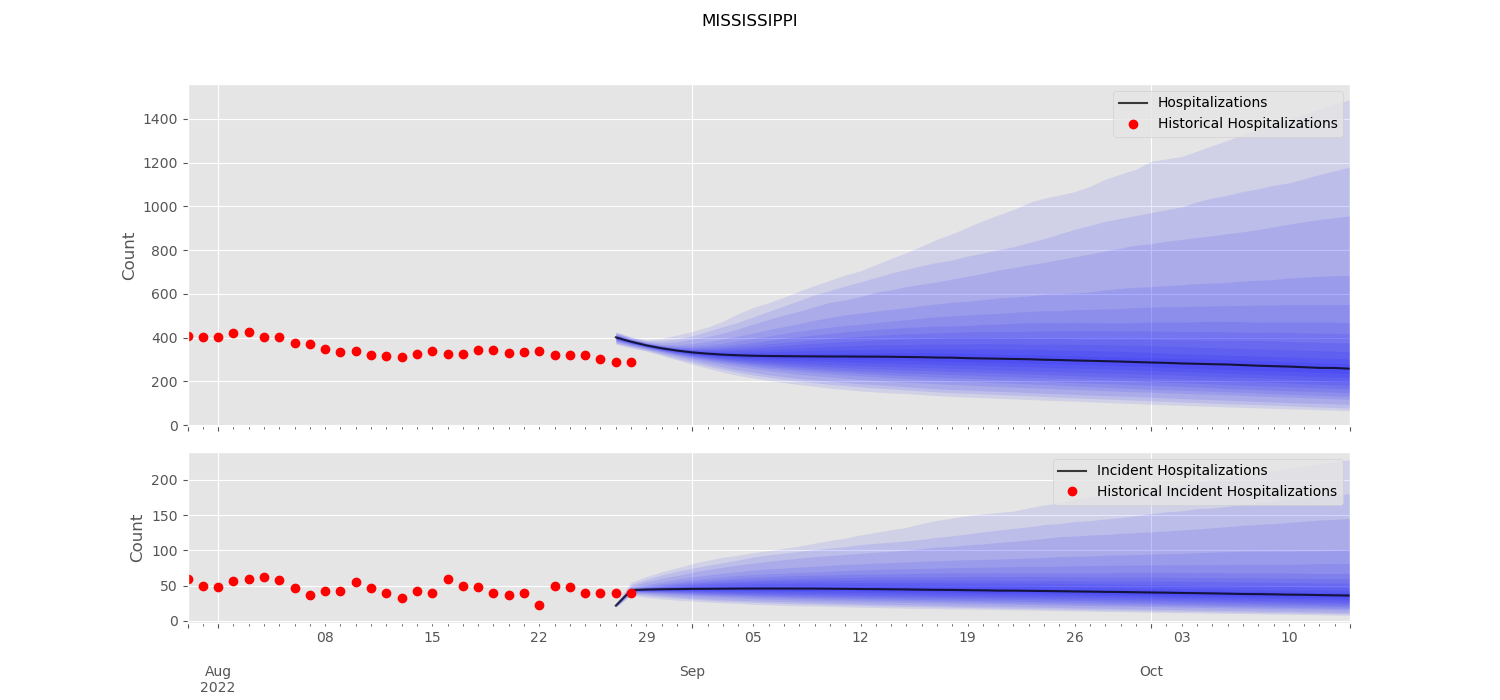 MISSISSIPPI
Hospitalizations
Historical Hospitalizations
Count
1400
1200
1000
800
600
400
200
0
Incident Hospitalizations
Historical Incident Hospitalizations
Count
200
150
100
50
0
08 15 22 29 05 12 19 26 03 10
Aug Sep Oct
2022